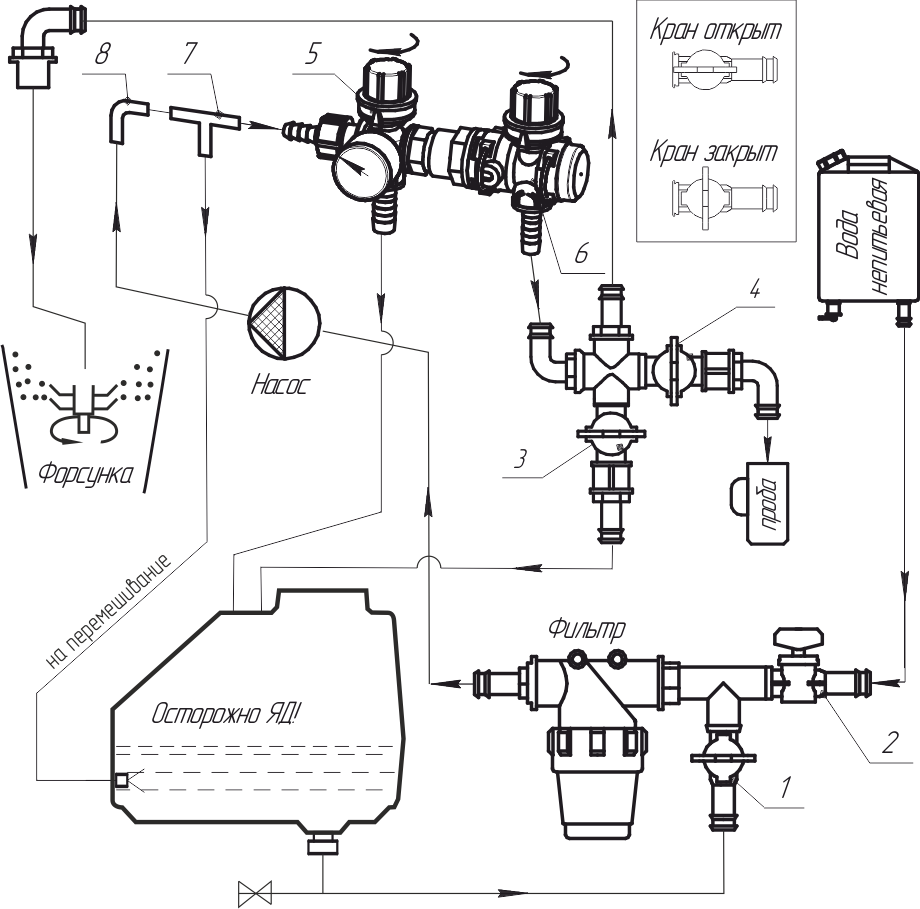 8
7
5
Кран открыт
Кран закрыт
Вода
непитьевая
6
4
Насос
Форсунка
3
проба
на перемешивание
Фильтр
Осторожно ЯД!
2
1